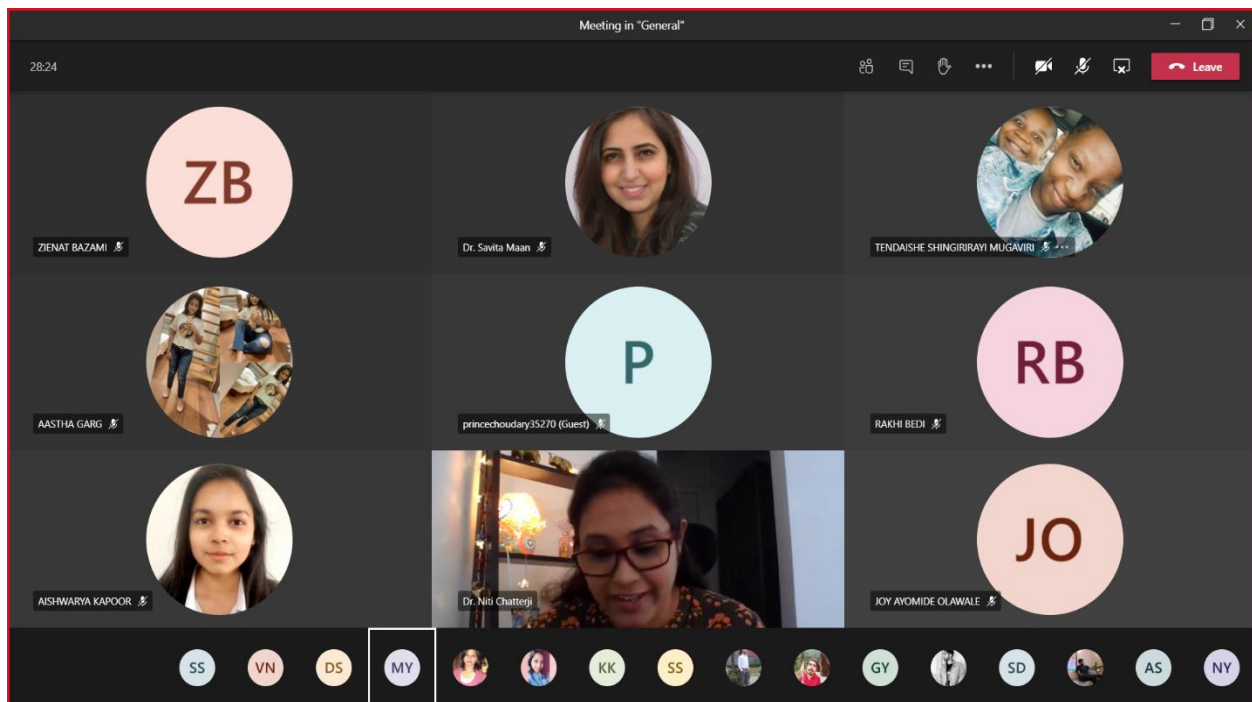 Meeting in "General"
28:24
Leave
ZB
ZIENAT BAZAMI
Dr. Savita Maan
TENDAISHE SHINGIRIRAYI MUGAVIRI
AASTHA GARG
P
princechoudary35270 (Guest)
RB
RAKHI BEDI
AISHWARYA KAPOOR
Dr. Niti Chatterji
JO
JOY AYOMIDE OLAWALE
SS VN DS MY KK SS GY SD AS NY